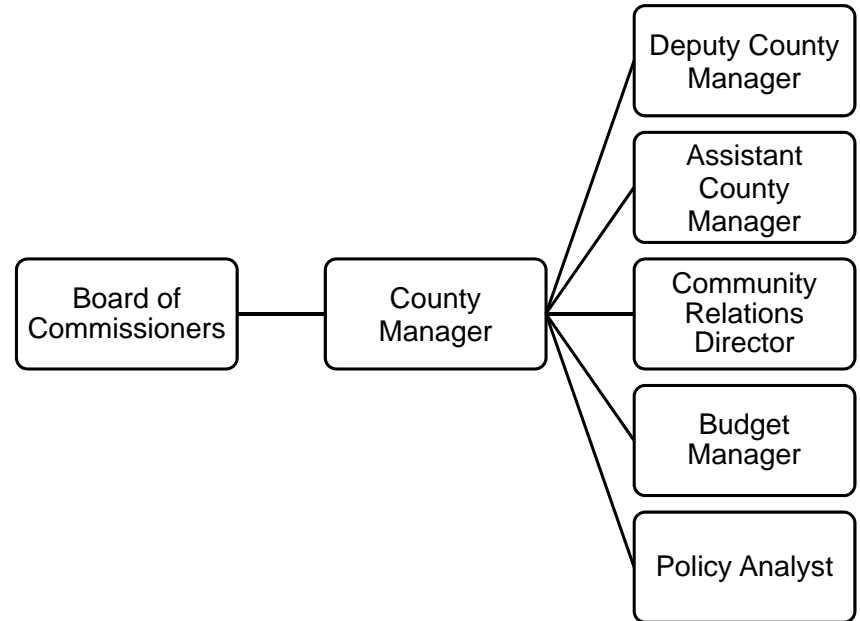 Board of
Commissioners
County
Manager
Deputy County
Manager
Assistant
County
Manager
Community
Relations
Director
Budget
Manager
Policy Analyst